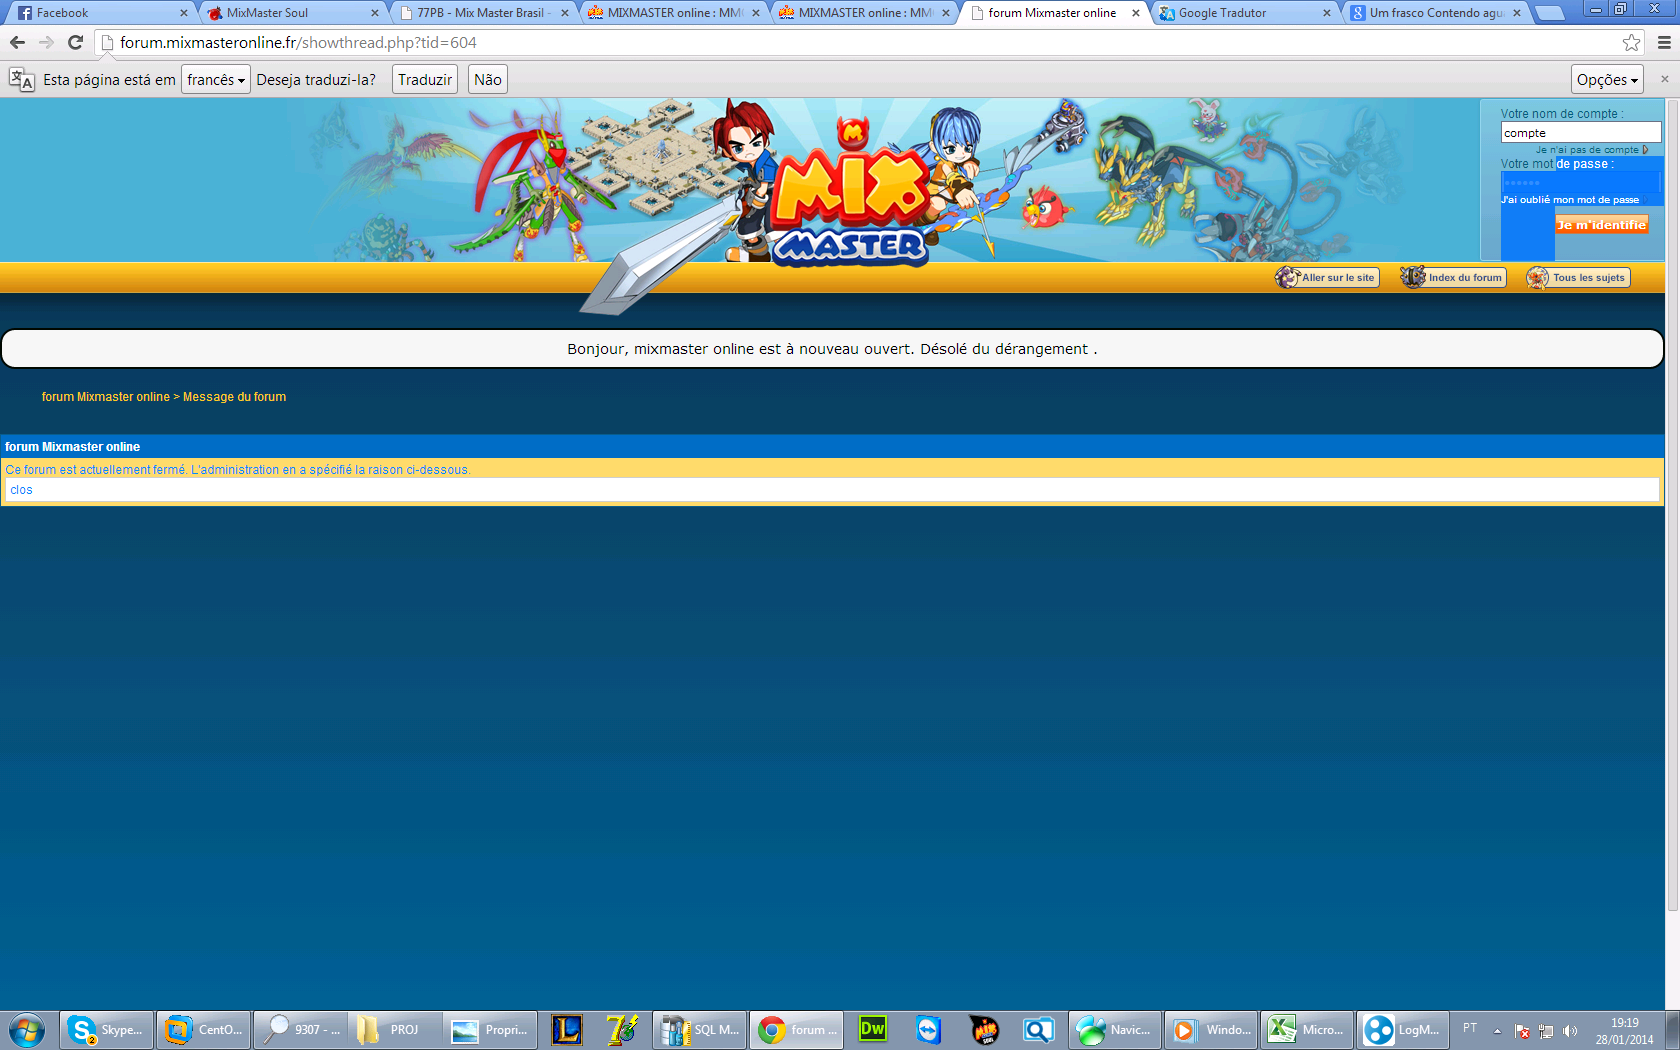 Facebook
MixMaster Soul
77PB - Mix Master Brasil -
MIXMASTER online : MM
MIXMASTER online : MM
forum Mixmaster online
Google Tradutor
Um frasco Contendo agu
forum.mixmasteronline.fr/showthread.php?tid=604
Esta página está em francês Deseja traduzi-la? Traduzir Não Opções
MIX MASTER
Votre nom de compte :
compte
Je n'ai pas de compte
Votre mot de passe :
J'ai oublié mon mot de passe
Je m'identifie
Aller sur le site
Index du forum
Tous les sujets
Bonjour, mixmaster online est à nouveau ouvert. Désolé du dérangement .
forum Mixmaster online > Message du forum
forum Mixmaster online
Ce forum est actuellement fermé. L'administration en a spécifié la raison ci-dessous.
clos
Skype...
2
CentO...
9307 - ...
PROJ
Propri...
L
SQL M...
forum ...
Dw
MIX SOUL
Navic...
Windo...
Micro...
LogM...
PT
19:19
28/01/2014